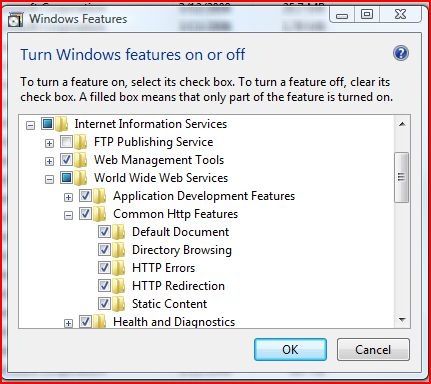 Windows Features
Turn Windows features on or off
To turn a feature on, select its check box. To turn a feature off, clear its
check box. A filled box means that only part of the feature is turned on.
Internet Information Services
FTP Publishing Service
Web Management Tools
World Wide Web Services
Application Development Features
Common Http Features
Default Document
Directory Browsing
HTTP Errors
HTTP Redirection
Static Content
Health and Diagnostics
OK Cancel